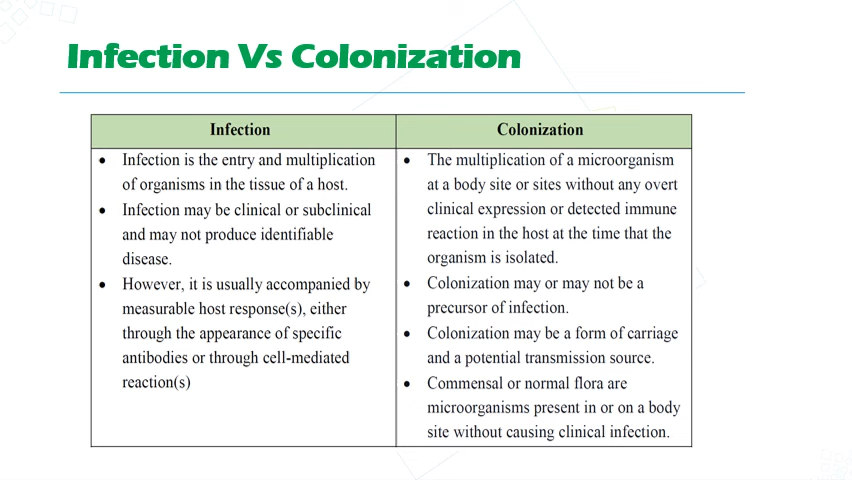 Infection Vs Colonization
Infection
• Infection is the entry and multiplication
of organisms in the tissue of a host.
• Infection may be clinical or subclinical
and may not produce identifiable
disease.
• However, it is usually accompanied by
measurable host response(s), either
through the appearance of specific
antibodies or through cell-mediated
reaction(s)
Colonization
• The multiplication of a microorganism
at a body site or sites without any overt
clinical expression or detected immune
reaction in the host at the time that the
organism is isolated.
• Colonization may or may not be a
precursor of infection.
• Colonization may be a form of carriage
and a potential transmission source.
• Commensal or normal flora are
microorganisms present in or on a body
site without causing clinical infection.